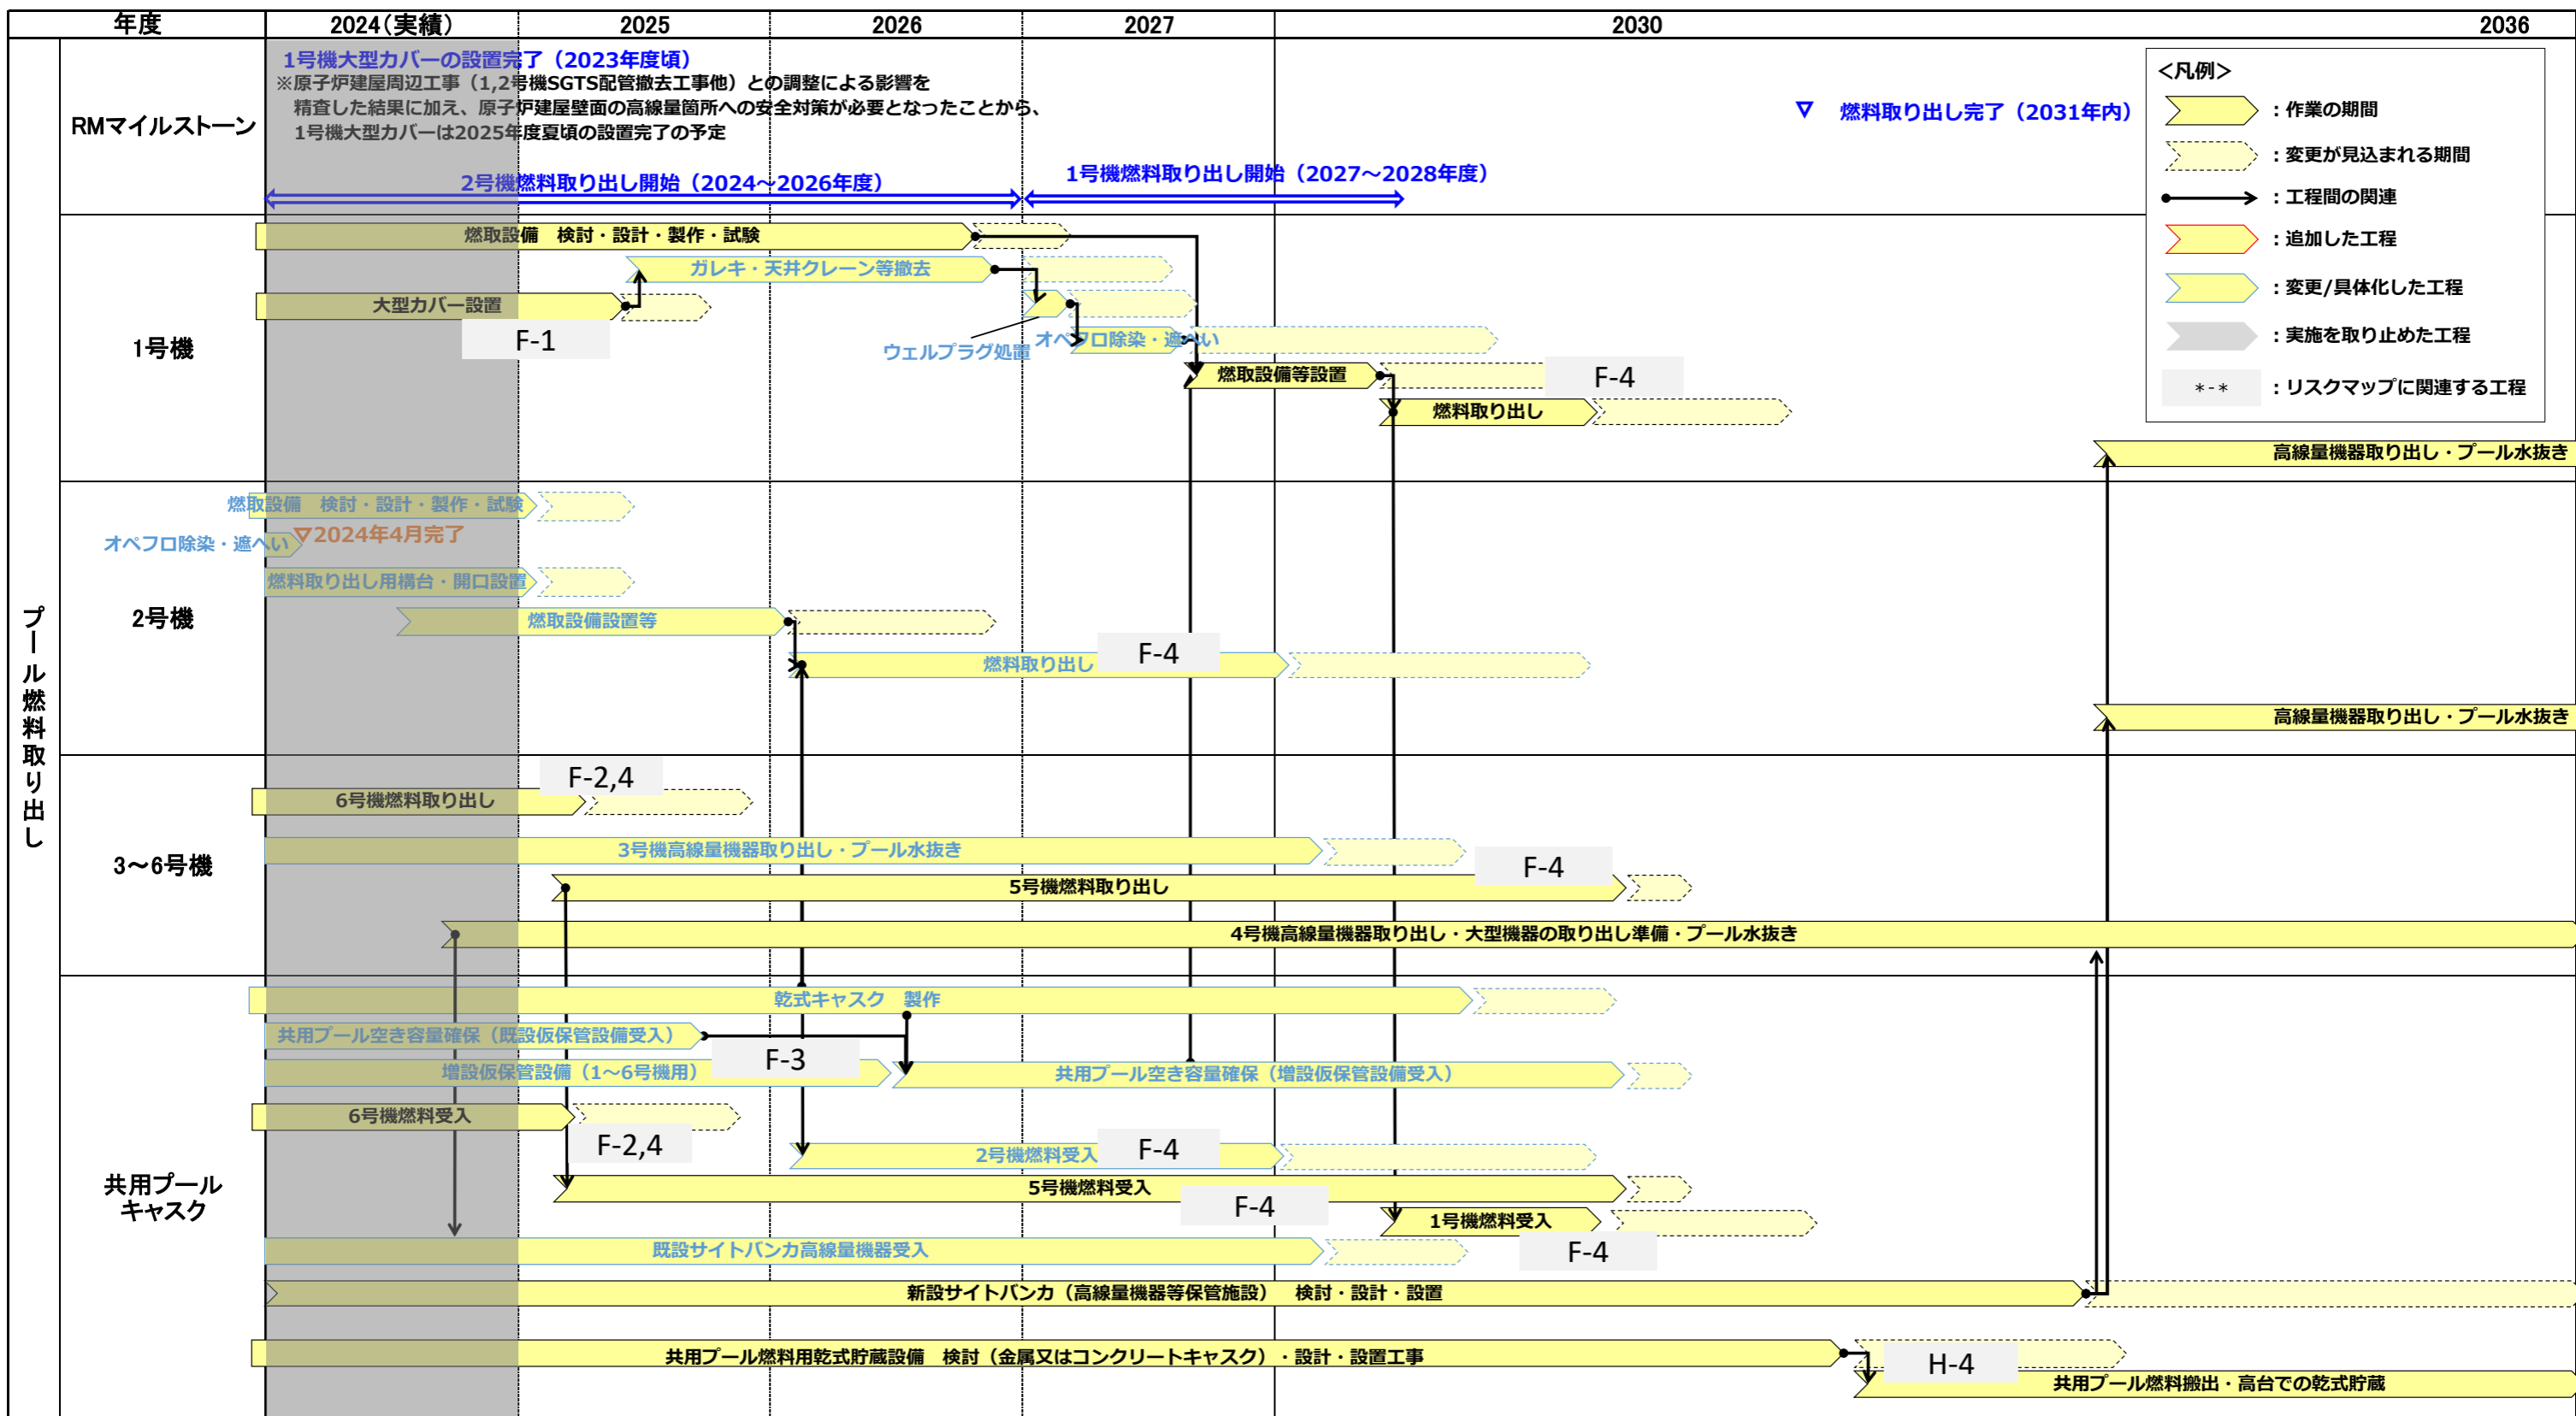 年度 2024(実績) 2025 2026 2027 2030 2036
プール燃料取り出し
RMマイルストーン
1号機大型カバーの設置完了（2023年度頃）
※原子炉建屋周辺工事（1,2号機SGTS配管撤去工事他）との調整による影響を
精査した結果に加え、原子炉建屋壁面の高線量箇所への安全対策が必要となったことから、
1号機大型カバーは2025年度夏頃の設置完了の予定
2号機燃料取り出し開始（2024～2026年度）
1号機燃料取り出し開始（2027～2028年度）
▽ 燃料取り出し完了（2031年内）
＜凡例＞
：作業の期間
：変更が見込まれる期間
：工程間の関連
：追加した工程
：変更/具体化した工程
：実施を取り止めた工程
*-* ：リスクマップに関連する工程
1号機
燃取設備　検討・設計・製作・試験
ガレキ・天井クレーン等撤去
大型カバー設置
F-1
ウェルプラグ処置
オペフロ除染・遮へい
燃取設備等設置
F-4
燃料取り出し
高線量機器取り出し・プール水抜き
2号機
燃取設備　検討・設計・製作・試験
オペフロ除染・遮へい
▽2024年4月完了
燃料取り出し用構台・開口設置
燃取設備設置等
燃料取り出し
F-4
高線量機器取り出し・プール水抜き
3～6号機
F-2,4
6号機燃料取り出し
3号機高線量機器取り出し・プール水抜き
F-4
5号機燃料取り出し
4号機高線量機器取り出し・大型機器の取り出し準備・プール水抜き
共用プール
キャスク
乾式キャスク　製作
共用プール空き容量確保（既設仮保管設備受入）
F-3
増設仮保管設備（1～6号機用）
共用プール空き容量確保（増設仮保管設備受入）
6号機燃料受入
F-2,4
2号機燃料受入
F-4
5号機燃料受入
F-4
1号機燃料受入
F-4
既設サイトバンカ高線量機器受入
新設サイトバンカ（高線量機器等保管施設）　検討・設計・設置
共用プール燃料用乾式貯蔵設備　検討（金属又はコンクリートキャスク）・設計・設置工事
H-4
共用プール燃料搬出・高台での乾式貯蔵